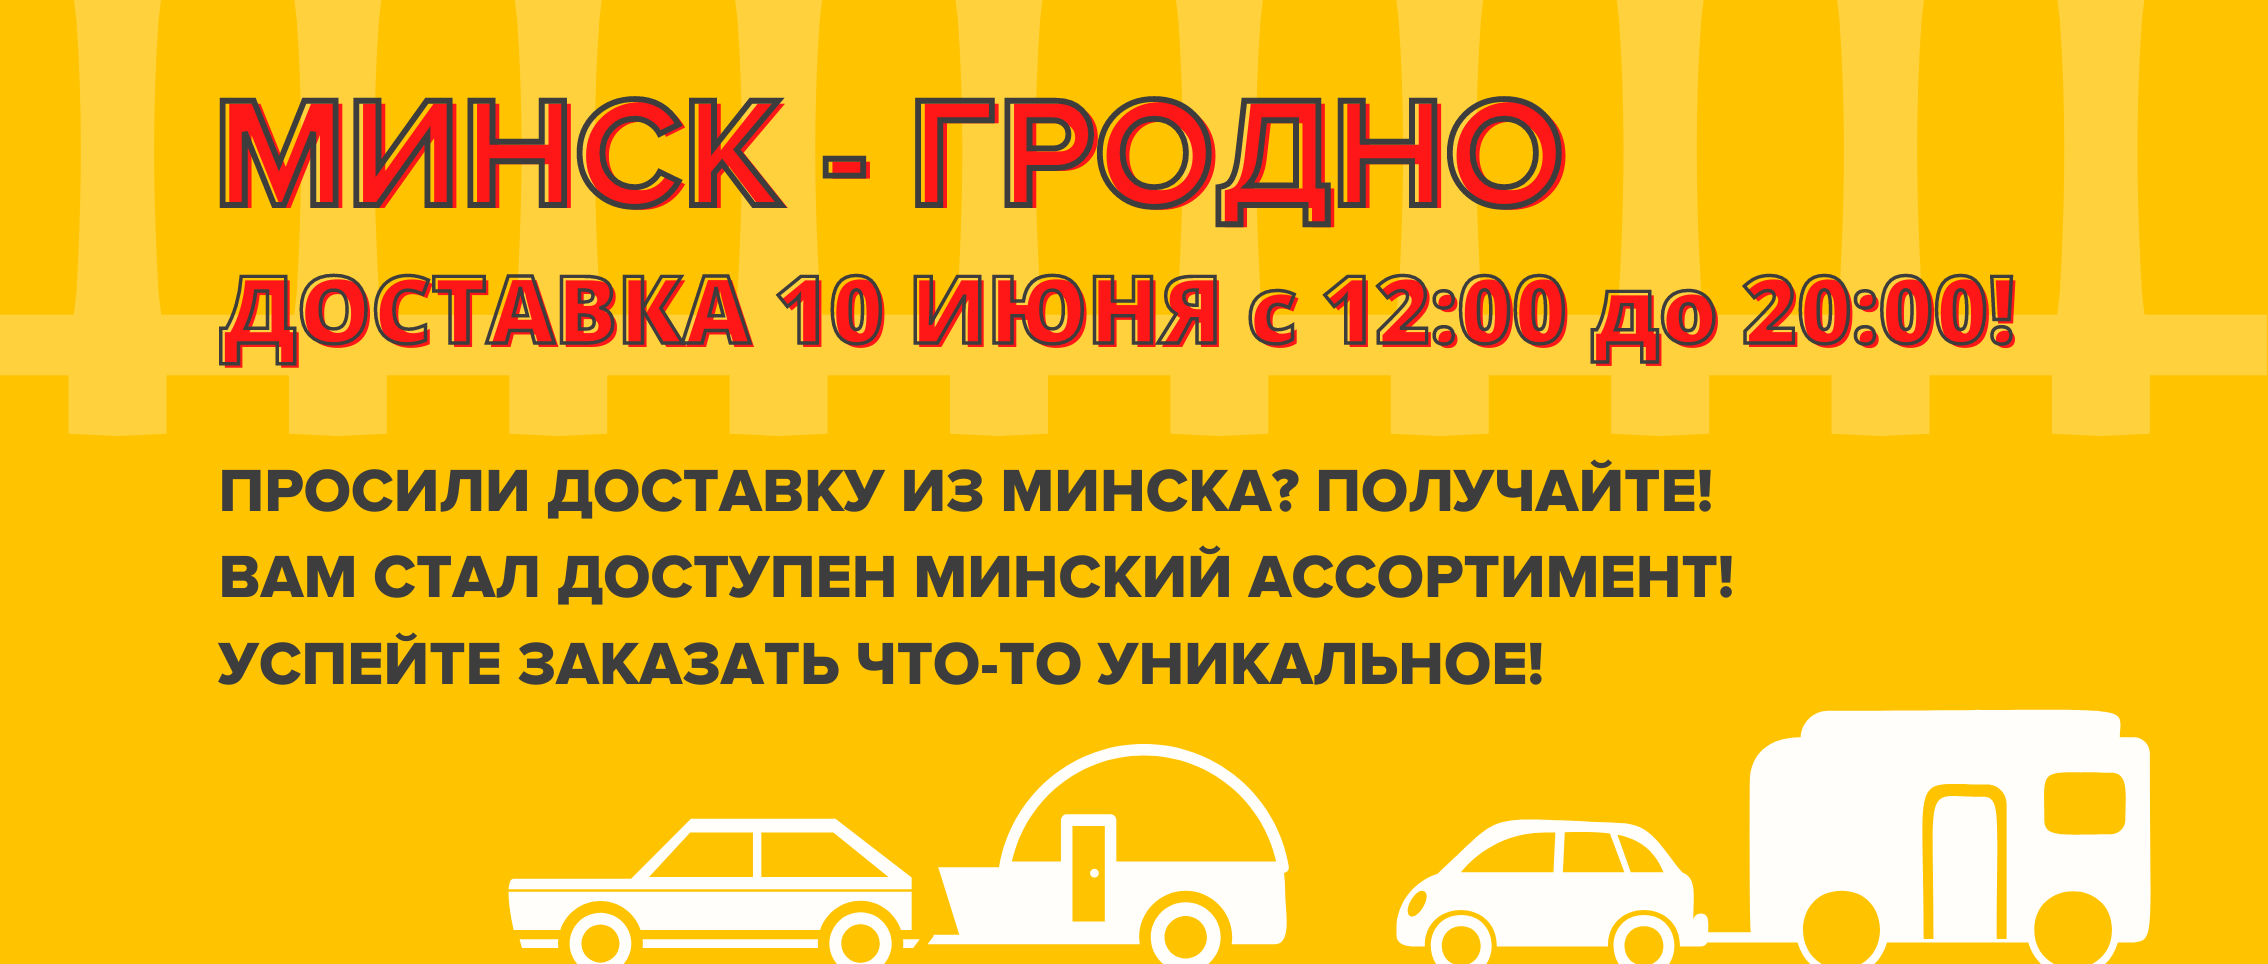 МИНСК - ГРОДНО
ДОСТАВКА 10 ИЮНЯ с 12:00 до 20:00!
ПРОСИЛИ ДОСТАВКУ ИЗ МИНСКА? ПОЛУЧАЙТЕ!
ВАМ СТАЛ ДОСТУПЕН МИНСКИЙ АССОРТИМЕНТ!
УСПЕЙТЕ ЗАКАЗАТЬ ЧТО-ТО УНИКАЛЬНОЕ!